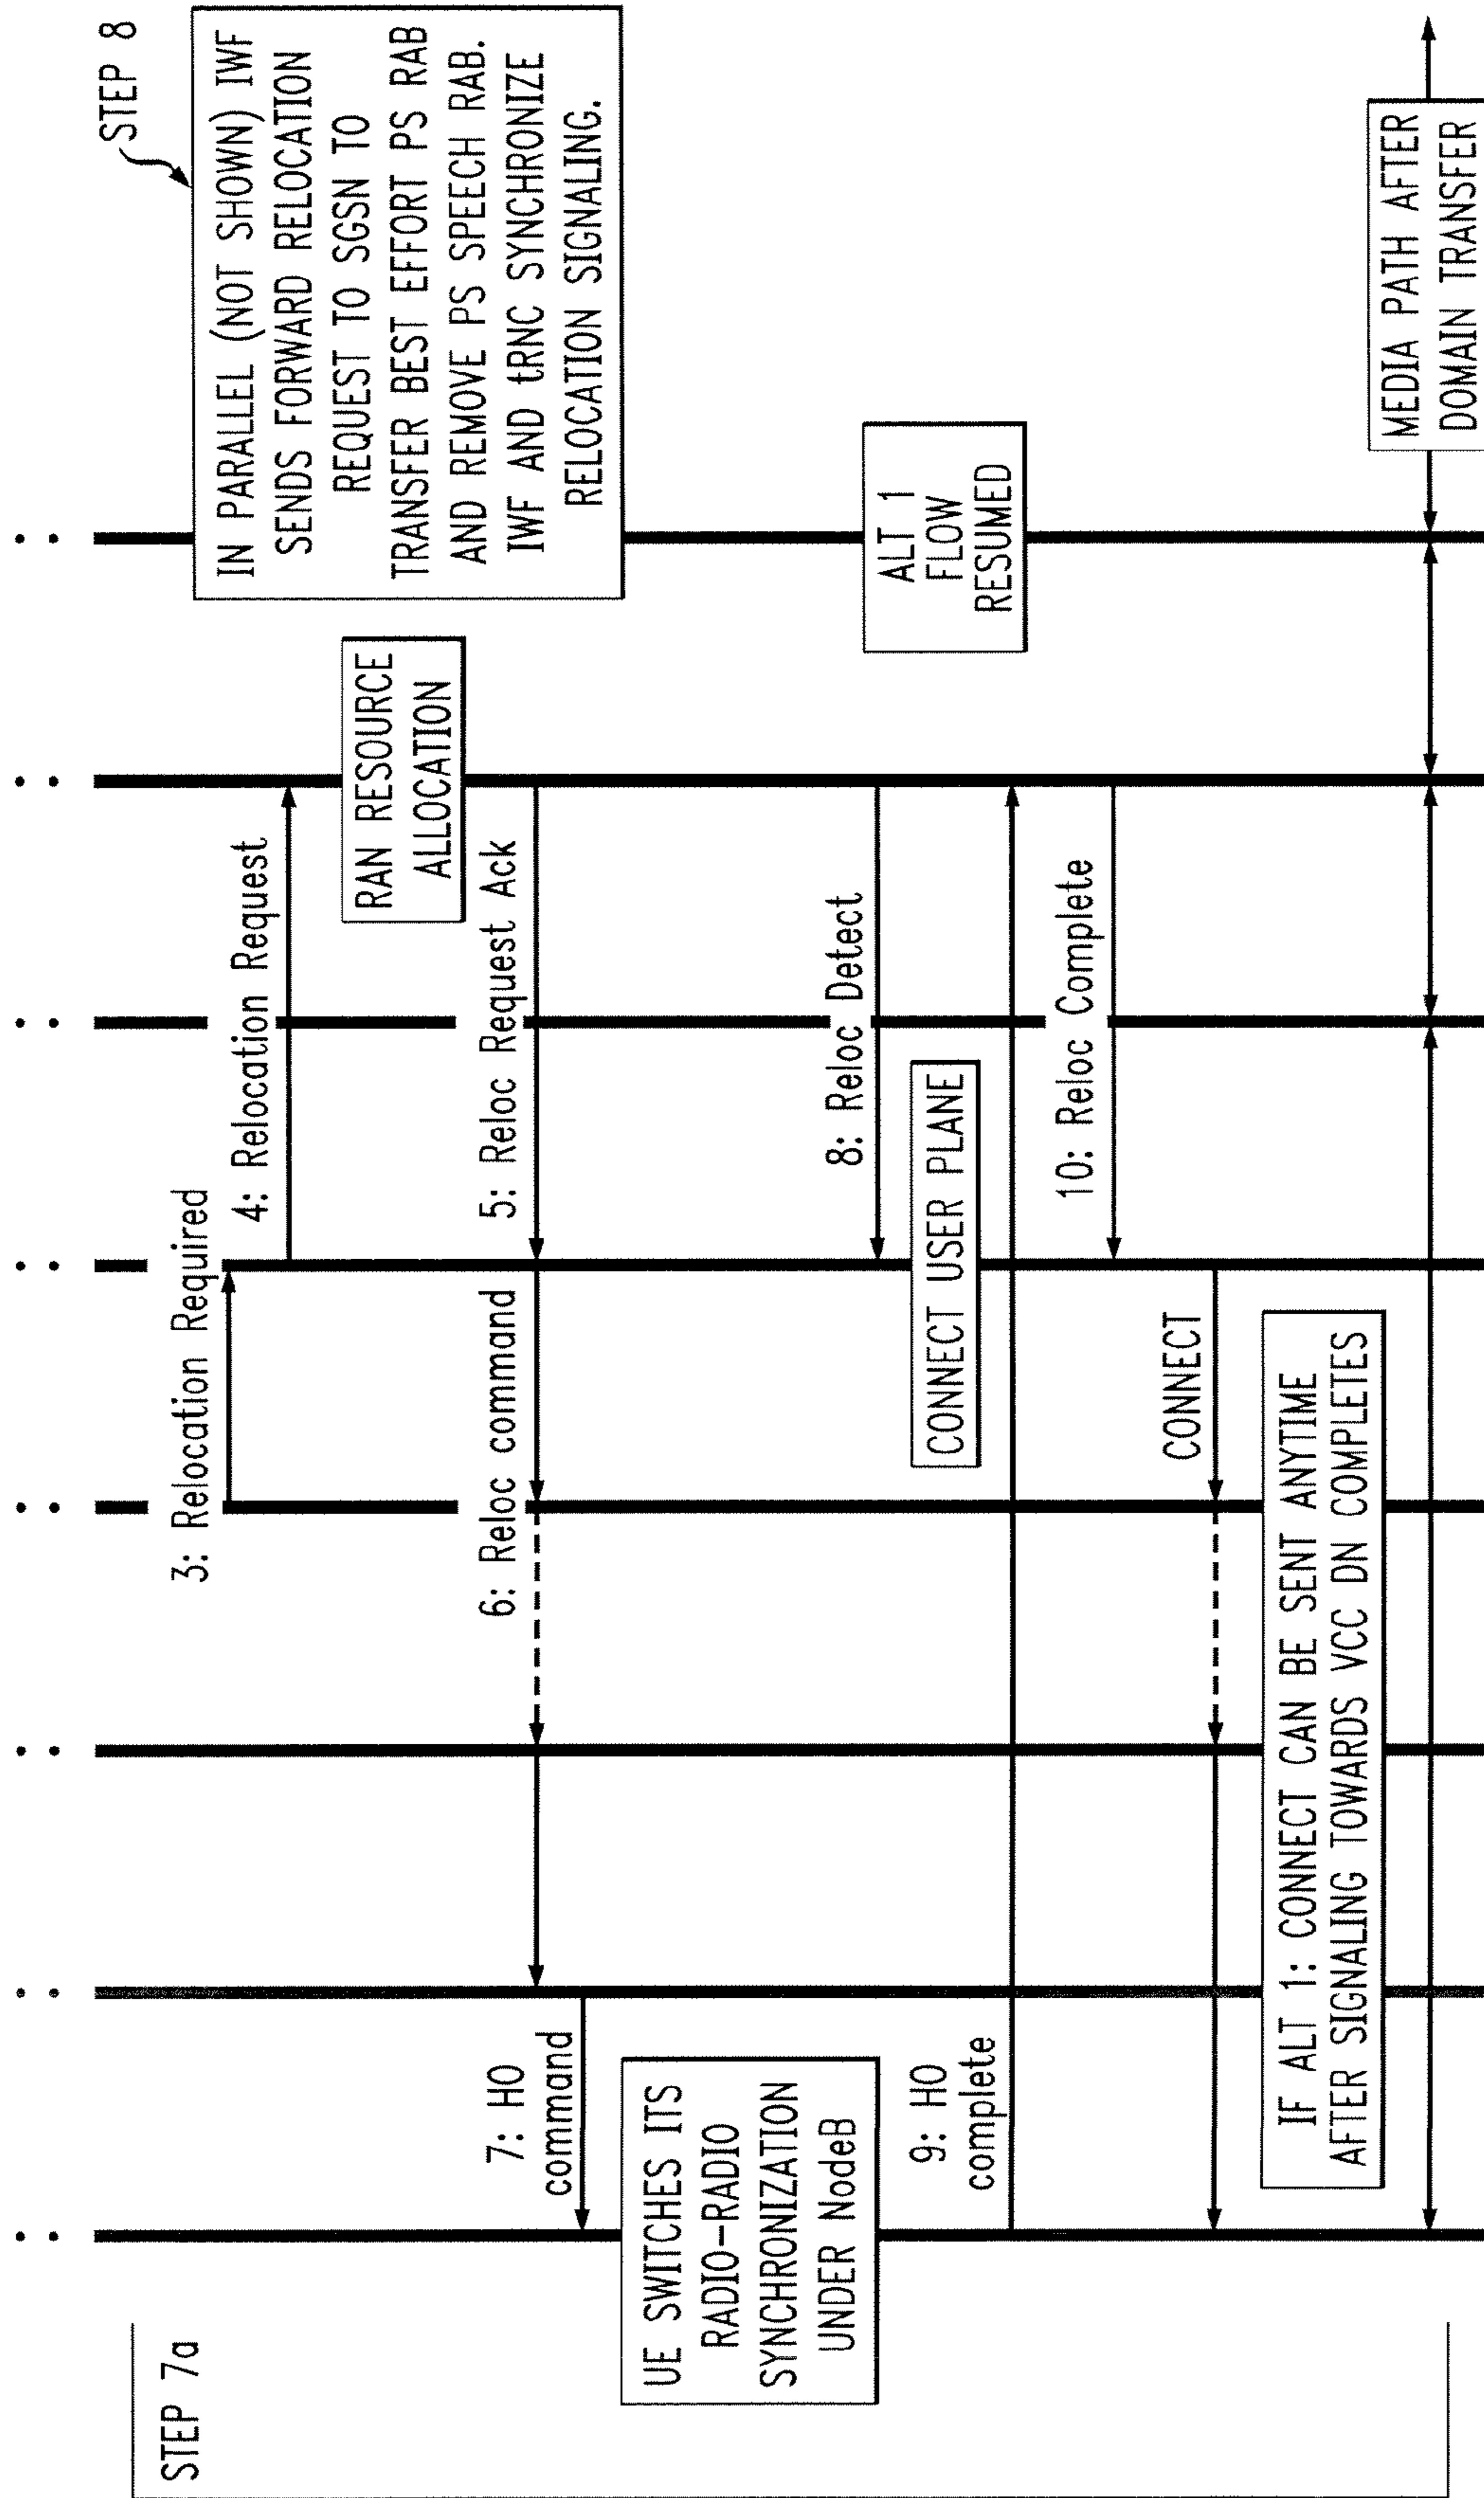 STEP 8
IN PARALLEL (NOT SHOWN) IWF
SENDS FORWARD RELOCATION
REQUEST TO SGSN TO
TRANSFER BEST EFFORT PS RAB
AND REMOVE PS SPEECH RAB.
IWF AND tRNC SYNCHRONIZE
RELOCATION SIGNALING.
STEP 7a
3: Relocation Required
4: Relocation Request
RAN RESOURCE
ALLOCATION
5: Reloc Request Ack
6: Reloc command
7: HO
command
UE SWITCHES ITS
RADIO-RADIO
SYNCHRONIZATION
UNDER NodeB
8: Reloc Detect
ALT 1
FLOW
RESUMED
CONNECT USER PLANE
9: HO
complete
10: Reloc Complete
CONNECT
IF ALT 1: CONNECT CAN BE SENT ANYTIME
AFTER SIGNALING TOWARDS VCC DN COMPLETES
MEDIA PATH AFTER
DOMAIN TRANSFER